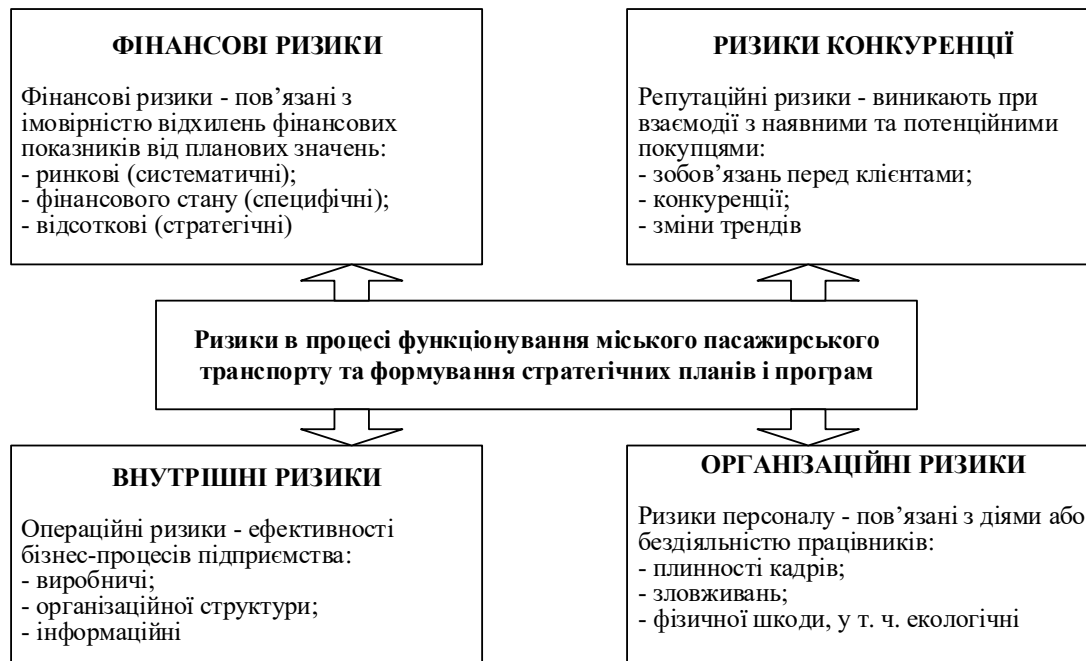 ФІНАНСОВІ РИЗИКИ
Фінансові ризики - пов’язані з
імовірністю відхилень фінансових
показників від планових значень:
- ринкові (систематичні);
- фінансового стану (специфічні);
- відсоткові (стратегічні)
РИЗИКИ КОНКУРЕНЦІЇ
Репутаційні ризики - виникають при
взаємодії з наявними та потенційними
покупцями:
- зобов’язань перед клієнтами;
- конкуренції;
- зміни трендів
Ризики в процесі функціонування міського пасажирського
транспорту та формування стратегічних планів і програм
ВНУТРІШНІ РИЗИКИ
Операційні ризики - ефективності
бізнес-процесів підприємства:
- виробничі;
- організаційної структури;
- інформаційні
ОРГАНІЗАЦІЙНІ РИЗИКИ
Ризики персоналу - пов’язані з діями або
бездіяльністю працівників:
- плинності кадрів;
- зловживань;
- фізичної шкоди, у т. ч. екологічні